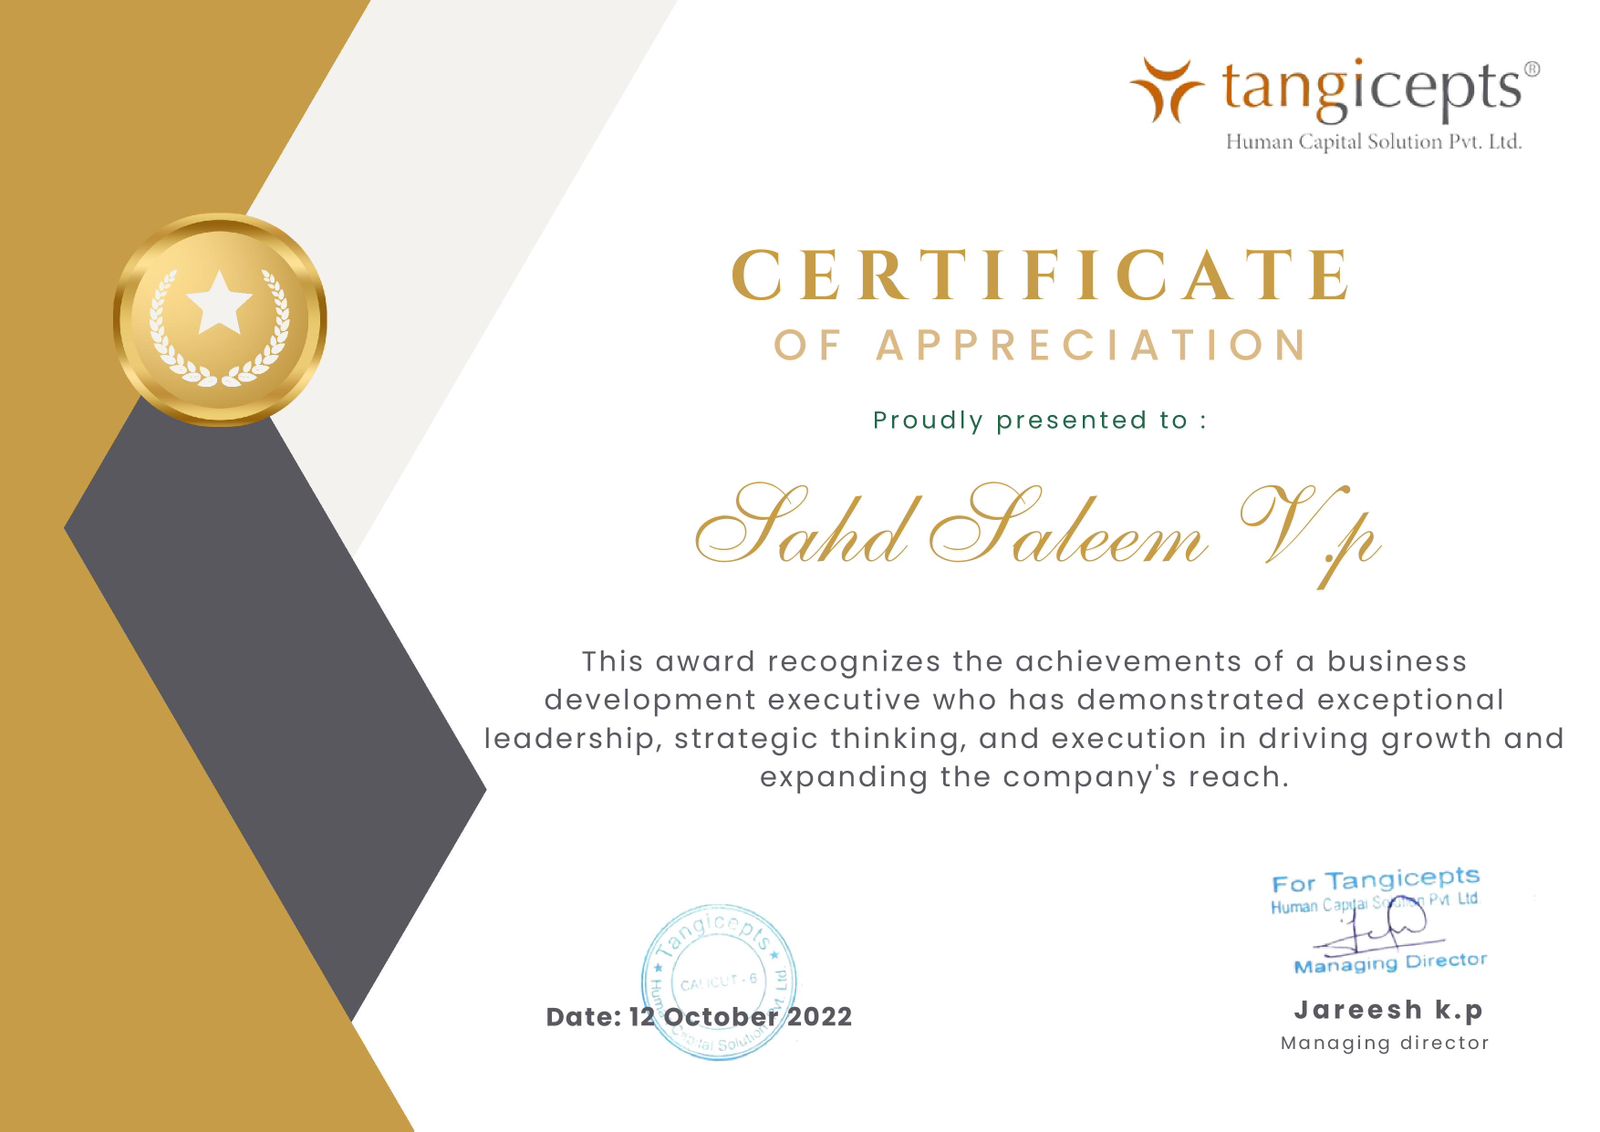 tangicepts®
Human Capital Solution Pvt. Ltd.
CERTIFICATE
OF APPRECIATION
Proudly presented to :
Sahd Saleem V.p
This award recognizes the achievements of a business
development executive who has demonstrated exceptional
leadership, strategic thinking, and execution in driving growth and
expanding the company's reach.
For Tangicepts
Human Capital Solution Pvt Ltd
Managing Director
Tangicepts
CALICUT - 6
Human Capital Solution Pvt. Ltd
Date: 12 October 2022
Jareesh k.p
Managing director